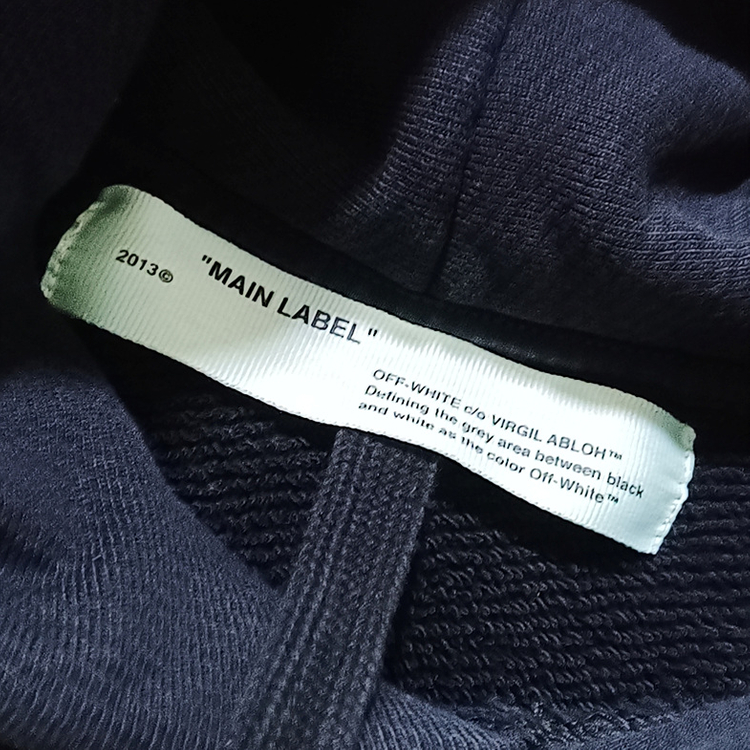 2013© "MAIN LABEL"
OFF-WHITE c/o VIRGIL ABLOH™
Defining the grey area between black
and white as the color Off-White™